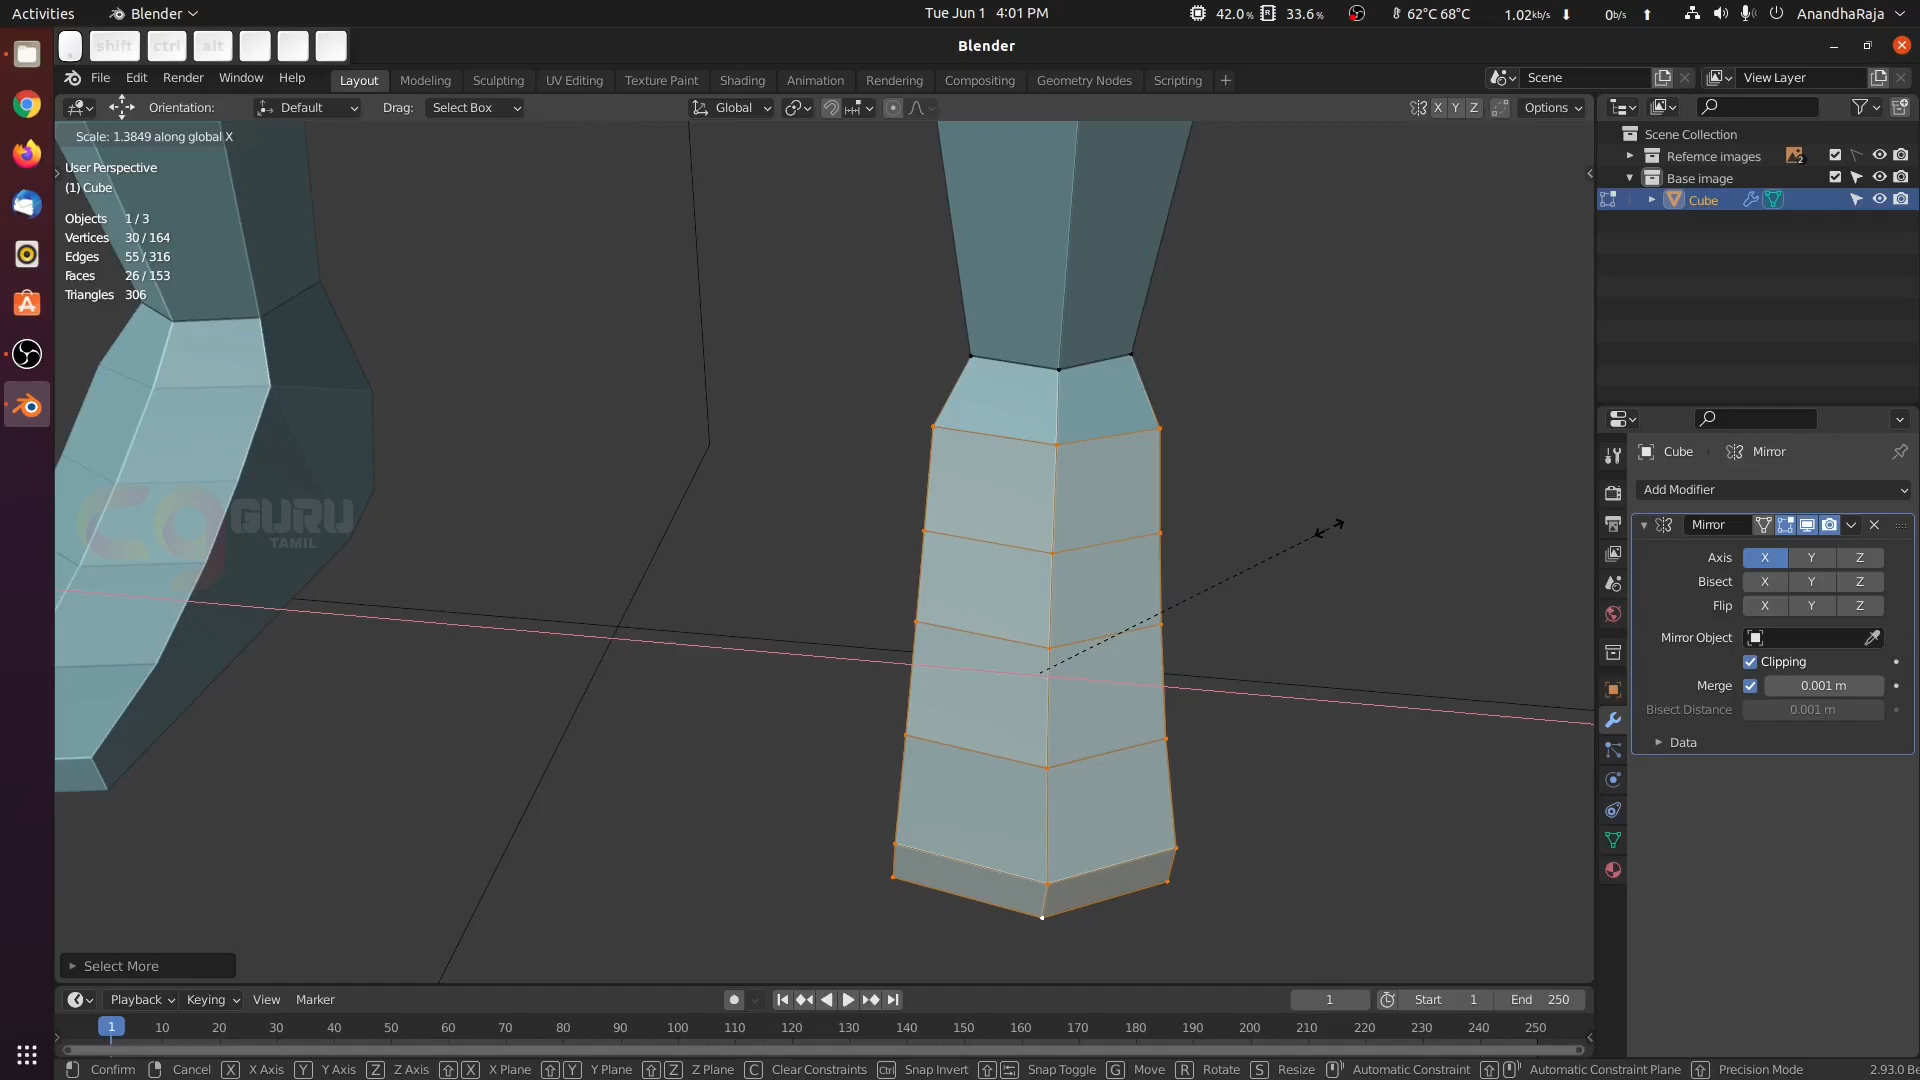 Activities
Blender
Tue Jun 1 4:01 PM
42.0%
33.6%
62°C 68°C
1.02kb/s
0b/s
AnandhaRaja
shift
ctrl
alt
Blender
File
Edit
Render
Window
Help
Layout
Modeling
Sculpting
UV Editing
Texture Paint
Shading
Animation
Rendering
Compositing
Geometry Nodes
Scripting
+
Scene
View Layer
Orientation:
Default
Drag:
Select Box
Global
X
Y
Z
Options
Scale: 1.3849 along global X
User Perspective
(1) Cube
Objects 1 / 3
Vertices 30 / 164
Edges 55 / 316
Faces 26 / 153
Triangles 306
Scene Collection
Refernce images
2
Base image
Cube
Cube
Mirror
Add Modifier
Mirror
Axis X Y Z
Bisect X Y Z
Flip X Y Z
Mirror Object
Clipping
Merge 0.001 m
Bisect Distance 0.001 m
Data
cg GURU
TAMIL
Select More
Playback
Keying
View
Marker
1
Start 1
End 250
1 10 20 30 40 50 60 70 80 90 100 110 120 130 140 150 160 170 180 190 200 210 220 230 240 250
Confirm
Cancel
X X Axis
Y Y Axis
Z Z Axis
X X Plane
Y Y Plane
Z Z Plane
C Clear Constraints
Ctrl Snap Invert
Snap Toggle
G Move
R Rotate
S Resize
Automatic Constraint
Automatic Constraint Plane
Precision Mode
2.93.0 Be